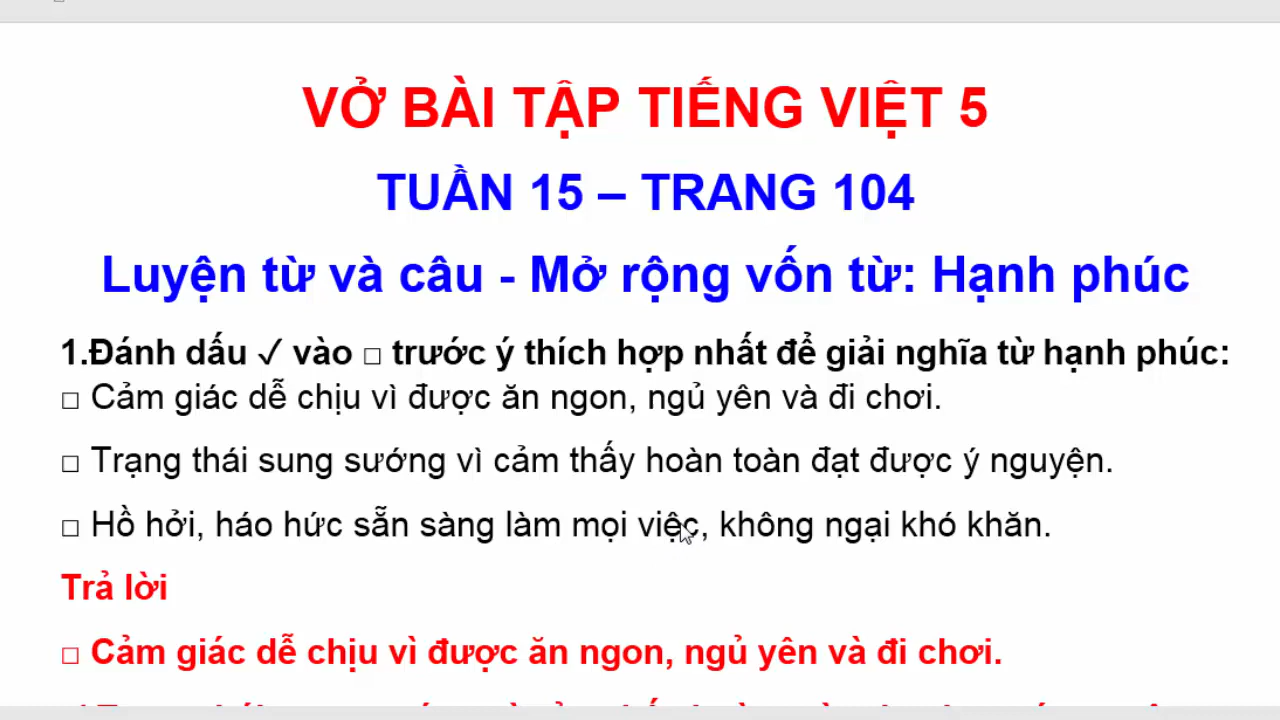 VỞ BÀI TẬP TIẾNG VIỆT 5
TUẦN 15 – TRANG 104
Luyện từ và câu - Mở rộng vốn từ: Hạnh phúc
1.Đánh dấu ✓ vào □ trước ý thích hợp nhất để giải nghĩa từ hạnh phúc:
□ Cảm giác dễ chịu vì được ăn ngon, ngủ yên và đi chơi.
□ Trạng thái sung sướng vì cảm thấy hoàn toàn đạt được ý nguyện.
□ Hồ hởi, háo hức sẵn sàng làm mọi việc, không ngại khó khăn.
Trả lời
□ Cảm giác dễ chịu vì được ăn ngon, ngủ yên và đi chơi.